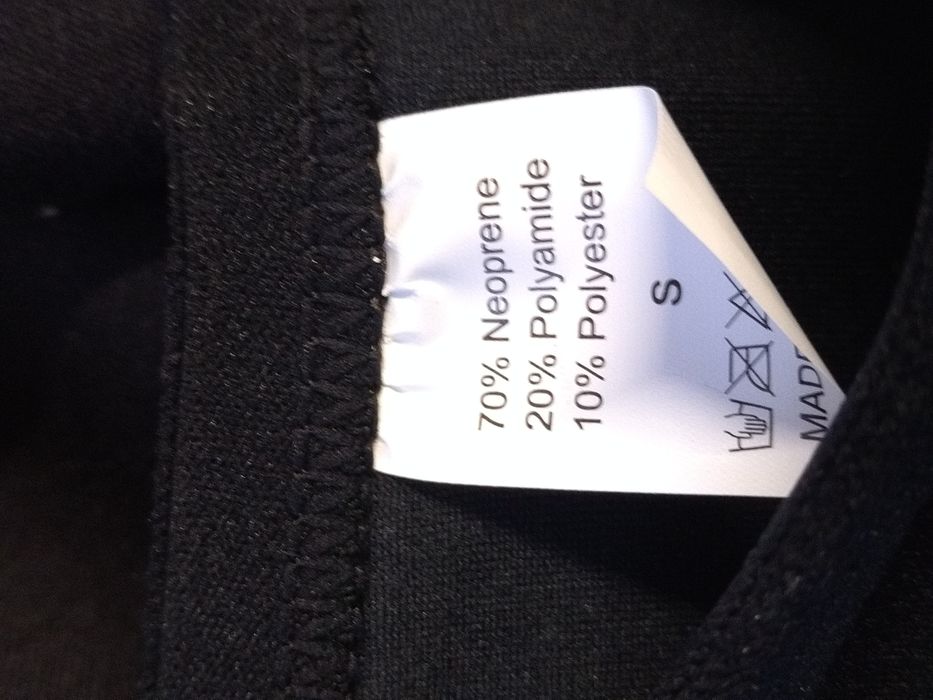 70% Neoprene
20% Polyamide
10% Polyester
S